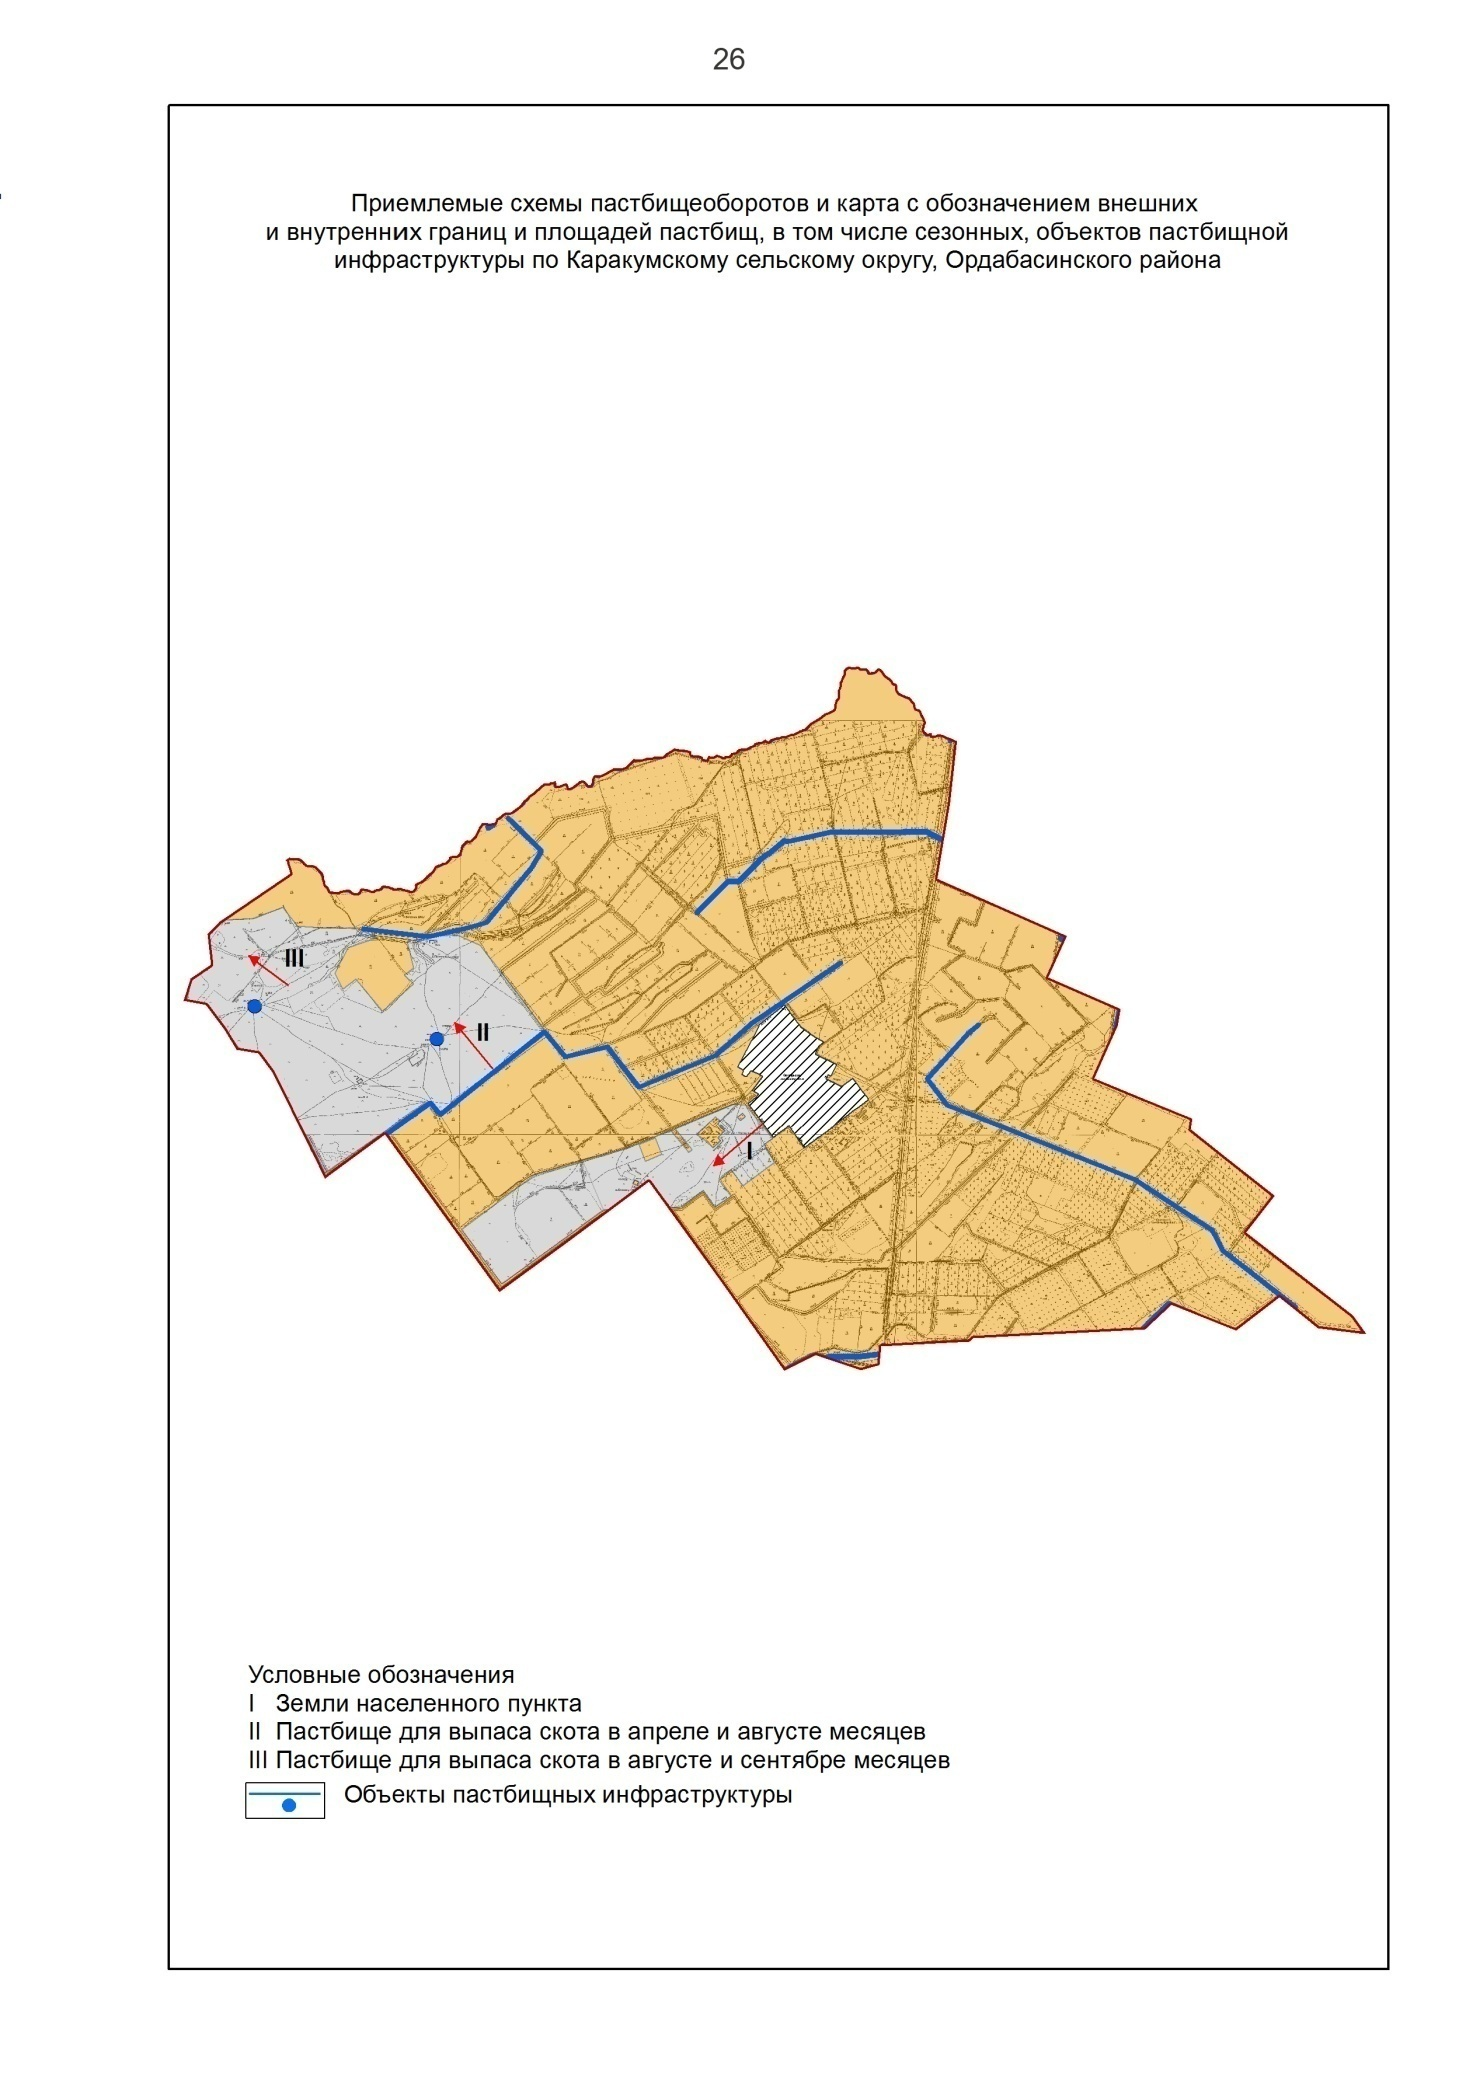 26
Приемлемые схемы пастбищеоборотов и карта с обозначением внешних
и внутренних границ и площадей пастбищ, в том числе сезонных, объектов пастбищной
инфраструктуры по Каракумскому сельскому округу, Ордабасинского района
III
II
I
Условные обозначения
I Земли населенного пункта
II Пастбище для выпаса скота в апреле и августе месяцев
III Пастбище для выпаса скота в августе и сентябре месяцев
Объекты пастбищных инфраструктуры